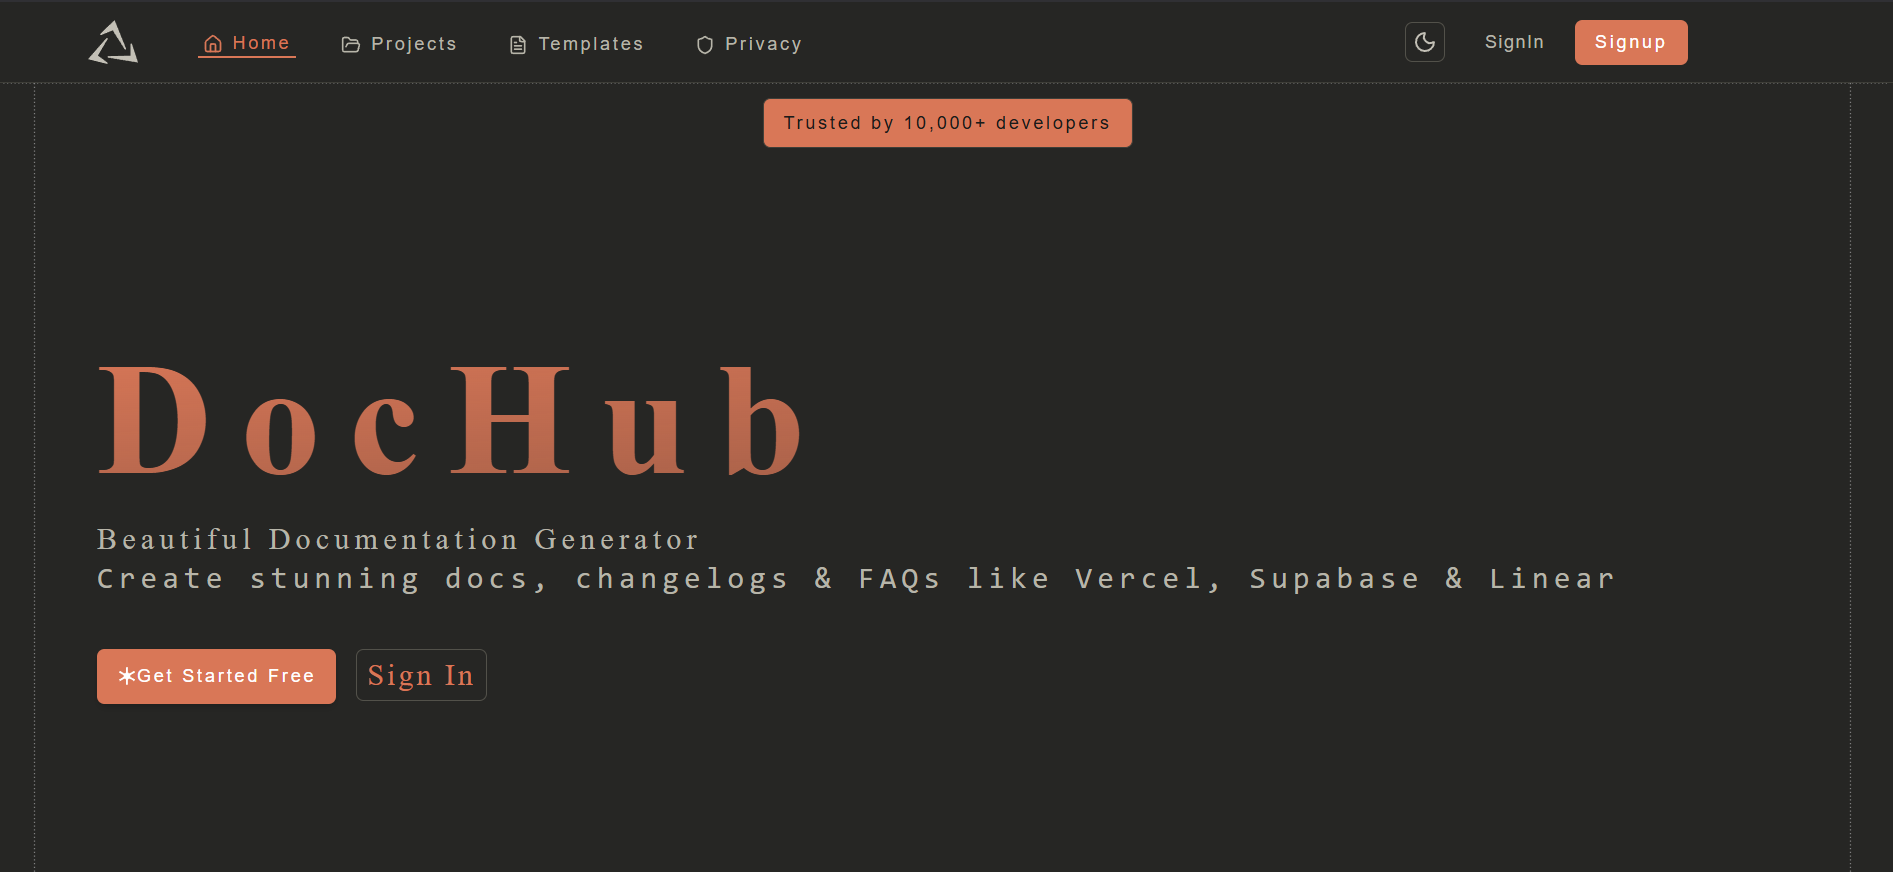 Home Projects Templates Privacy SignIn Signup
Trusted by 10,000+ developers
DocHub
Beautiful Documentation Generator
Create stunning docs, changelogs & FAQs like Vercel, Supabase & Linear
Get Started Free Sign In